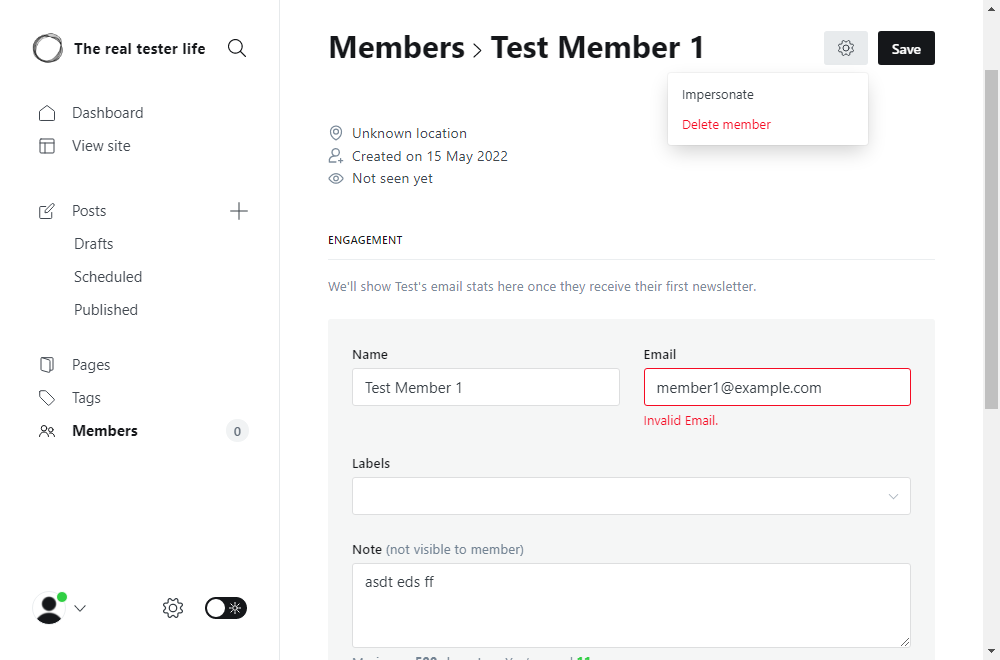 The real tester life
Dashboard
View site
Posts
Drafts
Scheduled
Published
Pages
Tags
Members 0
Members > Test Member 1
Save
Impersonate
Delete member
Unknown location
Created on 15 May 2022
Not seen yet
ENGAGEMENT
We'll show Test's email stats here once they receive their first newsletter.
Name
Test Member 1
Email
member1@example.com
Invalid Email.
Labels
Note (not visible to member)
asdt eds ff